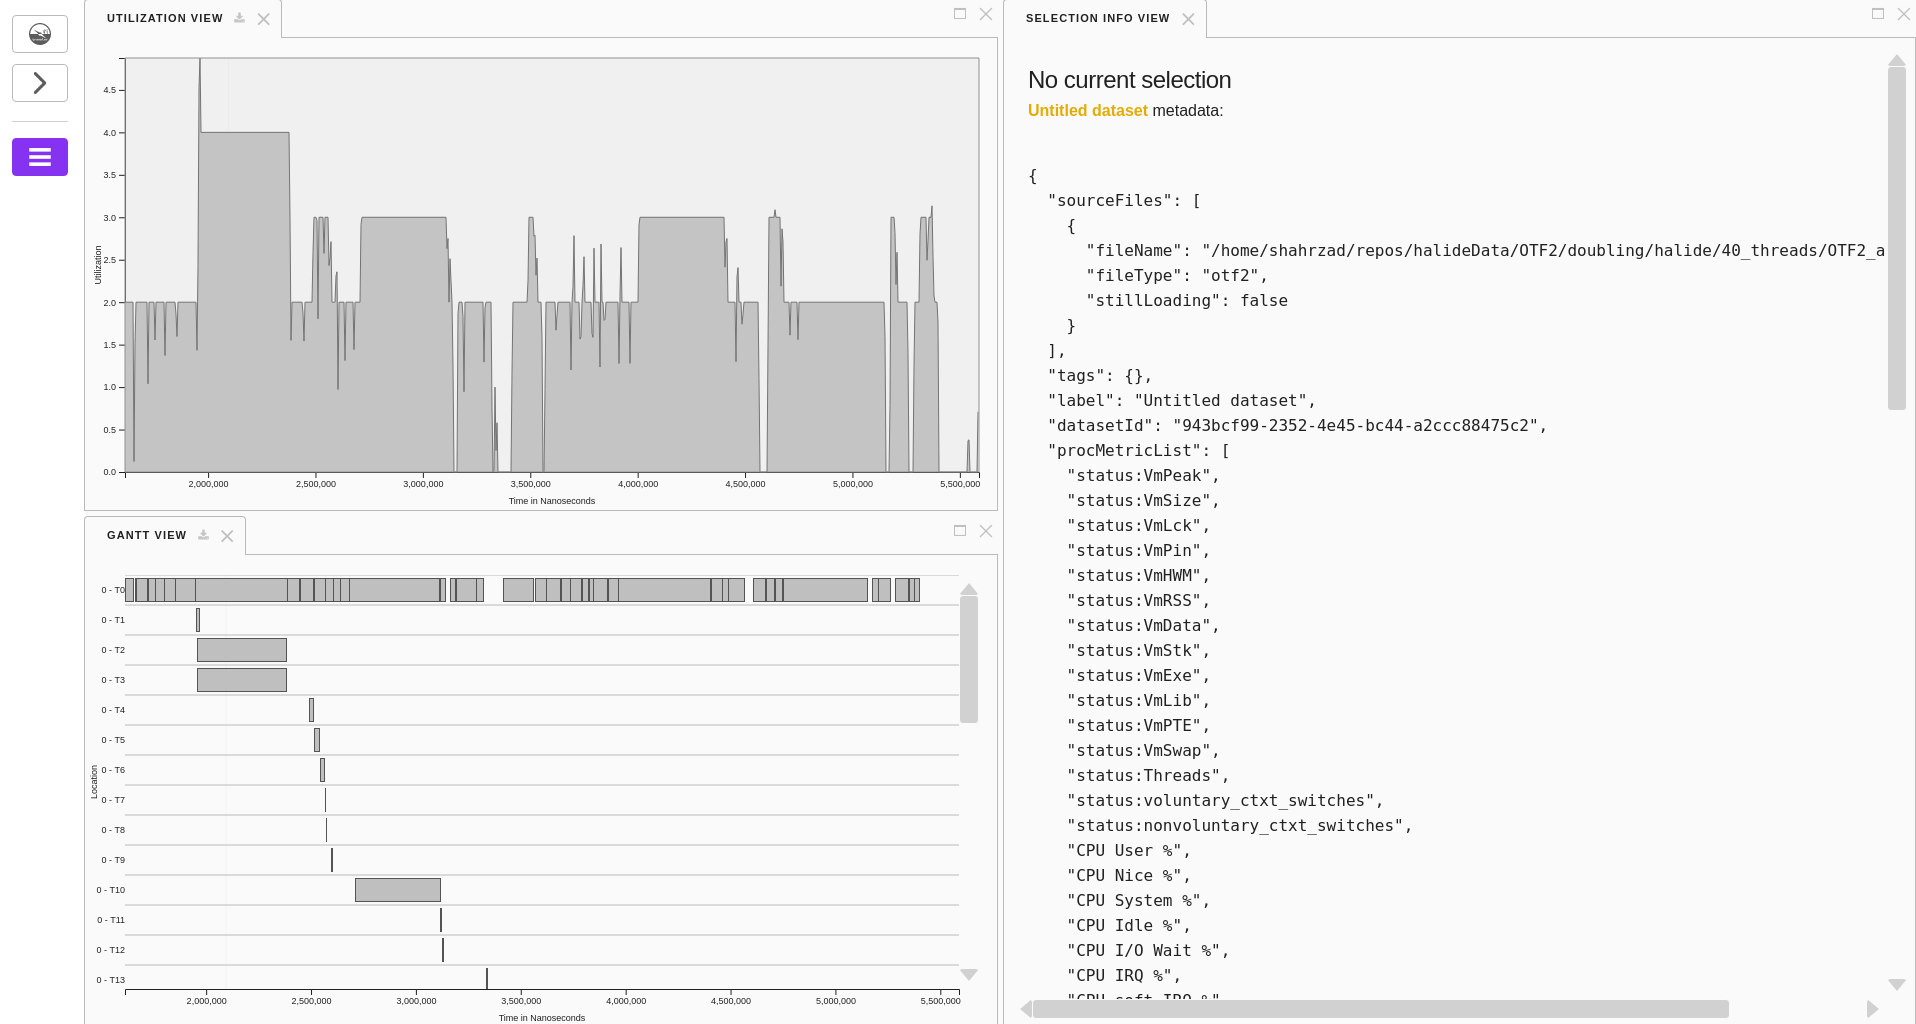 UTILIZATION VIEW
4.5
4.0
3.5
3.0
2.5
2.0
1.5
1.0
0.5
0.0
Utilization
2,000,000 2,500,000 3,000,000 3,500,000 4,000,000 4,500,000 5,000,000 5,500,000
Time in Nanoseconds
GANTT VIEW
0 - T0
0 - T1
0 - T2
0 - T3
0 - T4
0 - T5
0 - T6
0 - T7
0 - T8
0 - T9
0 - T10
0 - T11
0 - T12
0 - T13
Location
2,000,000 2,500,000 3,000,000 3,500,000 4,000,000 4,500,000 5,000,000 5,500,000
Time in Nanoseconds
SELECTION INFO VIEW
No current selection
Untitled dataset metadata:
{
"sourceFiles": [
{
"fileName": "/home/shahrzad/repos/halideData/OTF2/doubling/halide/40_threads/OTF2_a
"fileType": "otf2",
"stillLoading": false
}
],
"tags": {},
"label": "Untitled dataset",
"datasetId": "943bcf99-2352-4e45-bc44-a2ccc88475c2",
"procMetricList": [
"status:VmPeak",
"status:VmSize",
"status:VmLck",
"status:VmPin",
"status:VmHWM",
"status:VmRSS",
"status:VmData",
"status:VmStk",
"status:VmExe",
"status:VmLib",
"status:VmPTE",
"status:VmSwap",
"status:Threads",
"status:voluntary_ctxt_switches",
"status:nonvoluntary_ctxt_switches",
"CPU User %",
"CPU Nice %",
"CPU System %",
"CPU Idle %",
"CPU I/O Wait %",
"CPU IRQ %",
"CPU soft IRQ %"